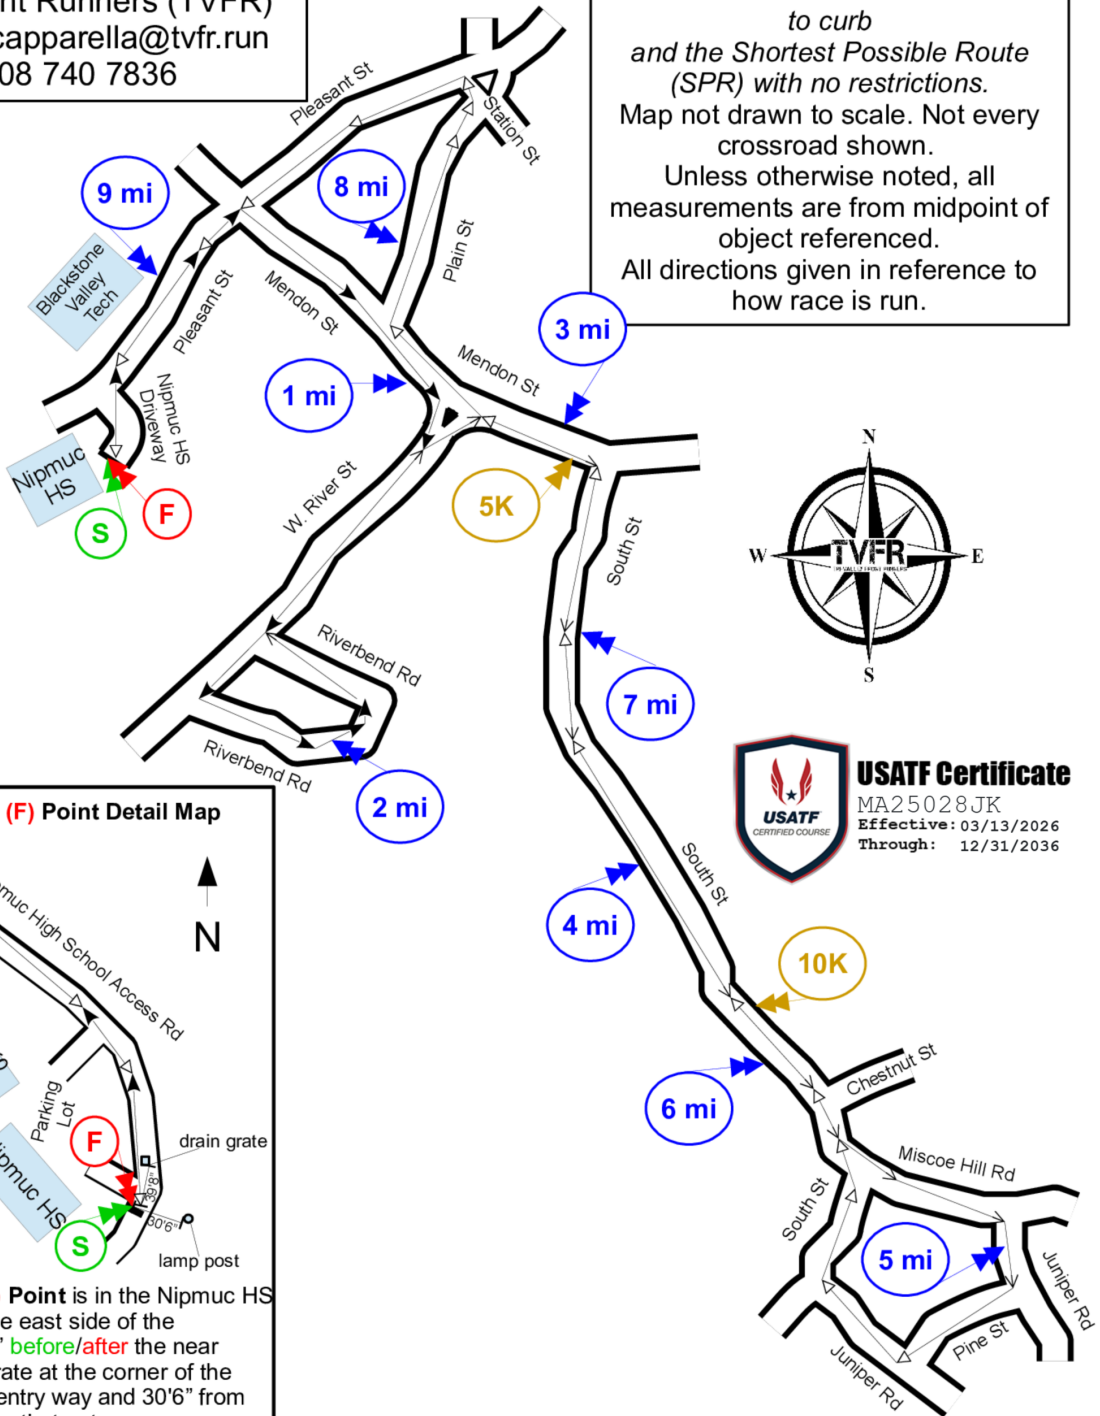 nt Runners (TVFR)
capparella@tvfr.run
08 740 7836
to curb
and the Shortest Possible Route
(SPR) with no restrictions.
Map not drawn to scale. Not every
crossroad shown.
Unless otherwise noted, all
measurements are from midpoint of
object referenced.
All directions given in reference to
how race is run.
Pleasant St
Station St
9 mi
8 mi
Blackstone
Valley
Tech
Pleasant St
Mendon St
Plain St
3 mi
Mendon St
1 mi
Nipmuc HS
Driveway
Nipmuc
HS
S
F
W. River St
5K
South St
N
W
TVFR
E
S
Riverbend Rd
7 mi
Riverbend Rd
2 mi
USATF
CERTIFIED COURSE
USATF Certificate
MA25028JK
Effective: 03/13/2026
Through: 12/31/2036
South St
4 mi
10K
6 mi
Chestnut St
Miscoe Hill Rd
South St
5 mi
Juniper Rd
Pine St
Juniper Rd
(F) Point Detail Map
N
muc High School Access Rd
Parking
Lot
F
drain grate
39'8"
30'6"
ipmuc HS
S
lamp post
Point is in the Nipmuc HS
e east side of the
" before/after the near
rate at the corner of the
entry way and 30'6" from